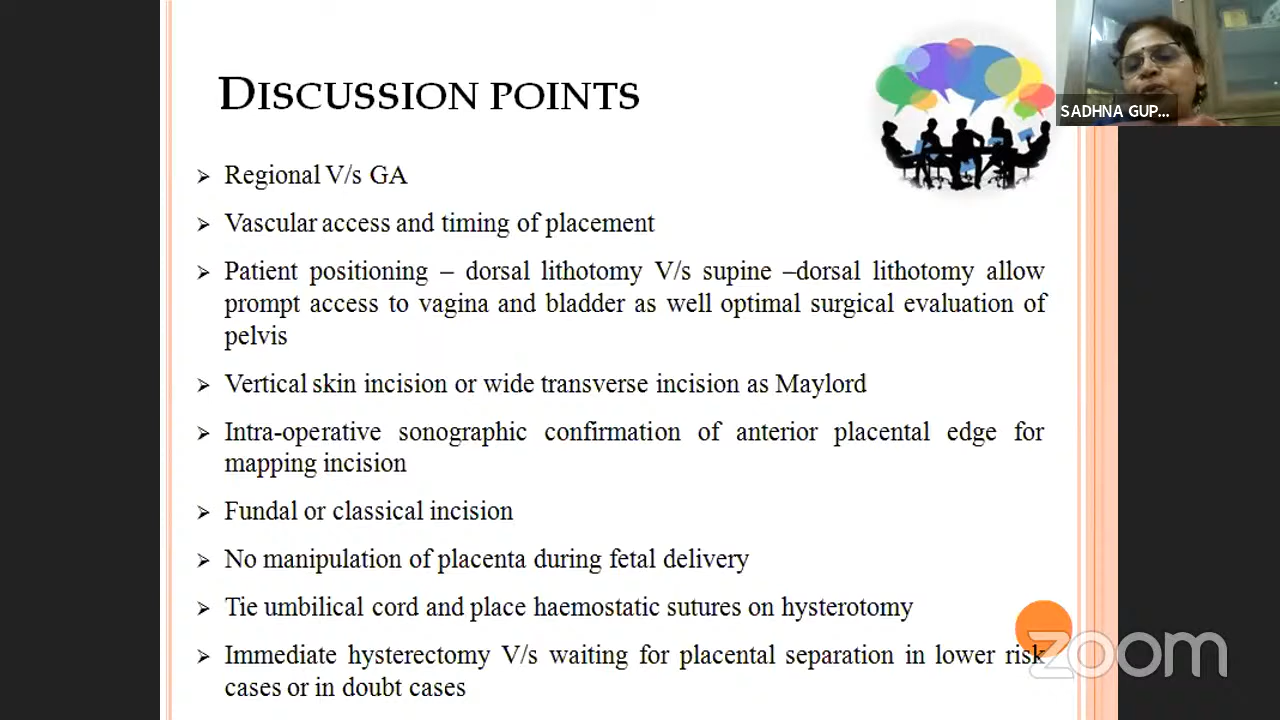 DISCUSSION POINTS
SADHNA GUP...
➢ Regional V/s GA
➢ Vascular access and timing of placement
➢ Patient positioning – dorsal lithotomy V/s supine –dorsal lithotomy allow
prompt access to vagina and bladder as well optimal surgical evaluation of
pelvis
➢ Vertical skin incision or wide transverse incision as Maylord
➢ Intra-operative sonographic confirmation of anterior placental edge for
mapping incision
➢ Fundal or classical incision
➢ No manipulation of placenta during fetal delivery
➢ Tie umbilical cord and place haemostatic sutures on hysterotomy
➢ Immediate hysterectomy V/s waiting for placental separation in lower risk
cases or in doubt cases
zoom